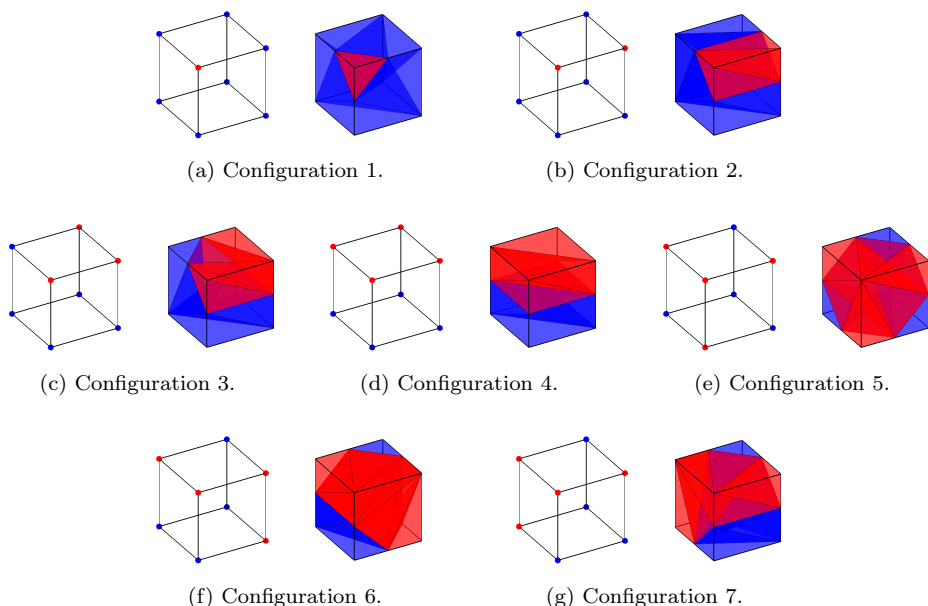 (a) Configuration 1.
(b) Configuration 2.
(c) Configuration 3.
(d) Configuration 4.
(e) Configuration 5.
(f) Configuration 6.
(g) Configuration 7.